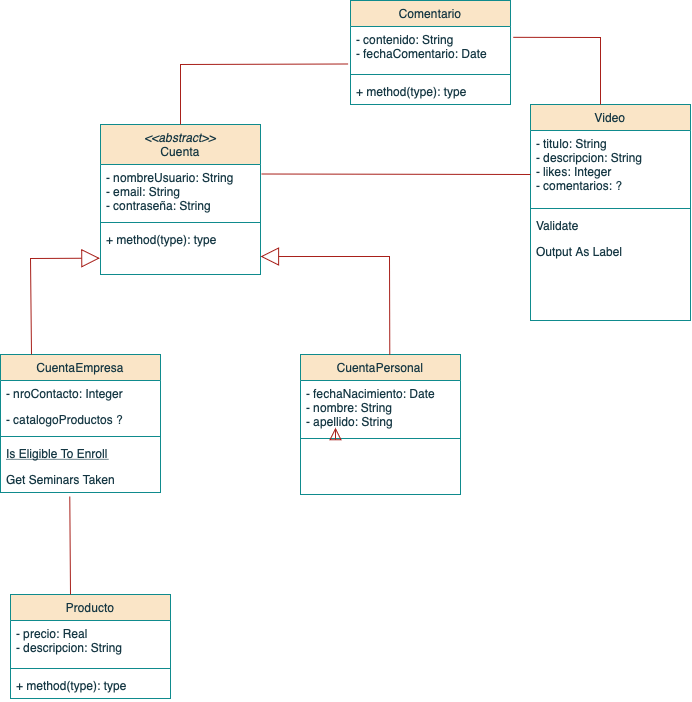 Comentario
- contenido: String
- fechaComentario: Date
+ method(type): type
<<abstract>>
Cuenta
- nombreUsuario: String
- email: String
- contraseña: String
+ method(type): type
Video
- titulo: String
- descripcion: String
- likes: Integer
- comentarios: ?
Validate
Output As Label
CuentaEmpresa
- nroContacto: Integer
- catalogoProductos ?
Is Eligible To Enroll
Get Seminars Taken
CuentaPersonal
- fechaNacimiento: Date
- nombre: String
- apellido: String
Producto
- precio: Real
- descripcion: String
+ method(type): type